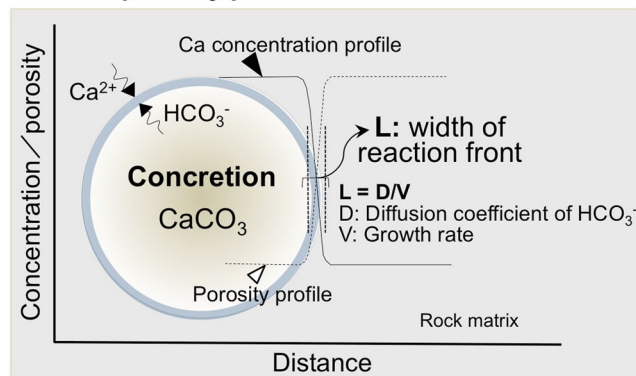 Ca concentration profile
Ca²⁺
HCO₃⁻
L: width of
reaction front
Concretion
CaCO₃
L = D/V
D: Diffusion coefficient of HCO₃⁻
V: Growth rate
Porosity profile
Rock matrix
Concentration/porosity
Distance